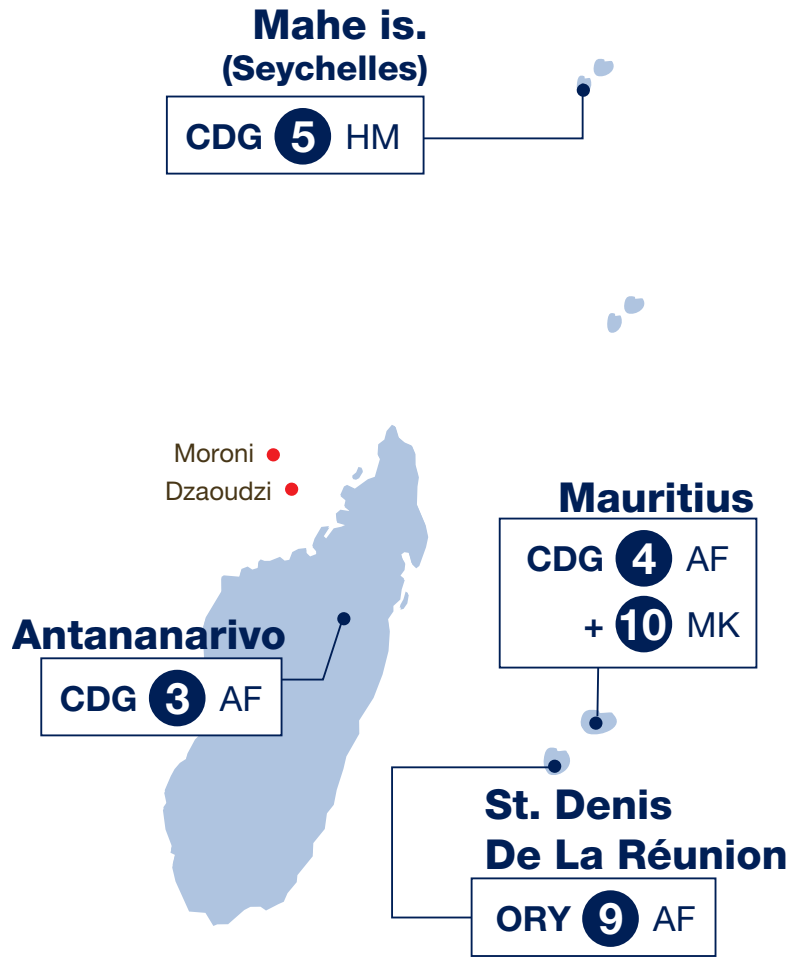 Mahe is.
(Seychelles)
CDG 5 HM
Moroni
Dzaoudzi
Mauritius
CDG 4 AF
+ 10 MK
Antananarivo
CDG 3 AF
St. Denis
De La Réunion
ORY 9 AF